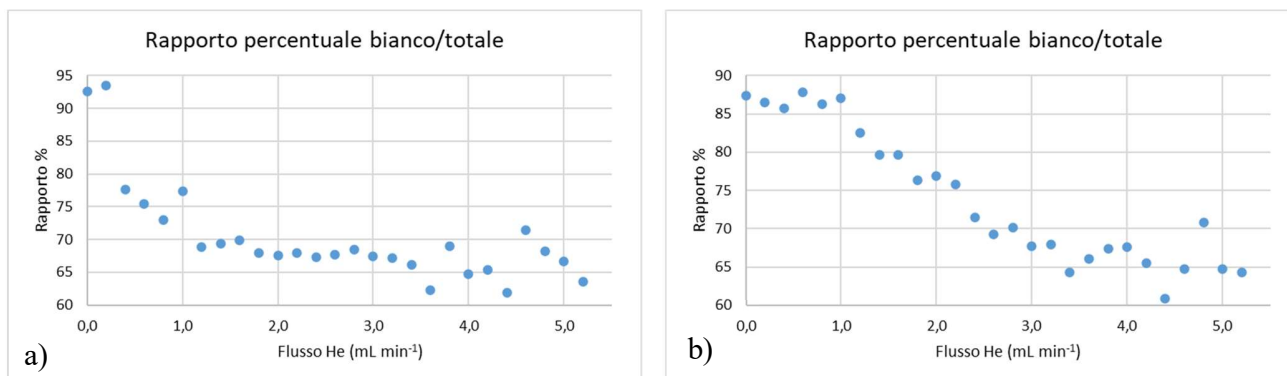 Rapporto percentuale bianco/totale
95
90
85
80
75
70
65
60
Rapporto %
0,0 1,0 2,0 3,0 4,0 5,0
Flusso He (mL min⁻¹)
a)
Rapporto percentuale bianco/totale
90
85
80
75
70
65
60
Rapporto %
0,0 1,0 2,0 3,0 4,0 5,0
Flusso He (mL min⁻¹)
b)